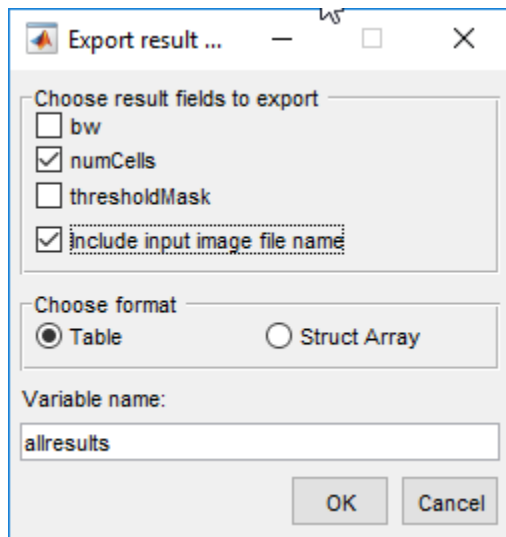 Export result ...
Choose result fields to export
bw
numCells
thresholdMask
Include input image file name
Choose format
Table Struct Array
Variable name:
allresults
OK Cancel